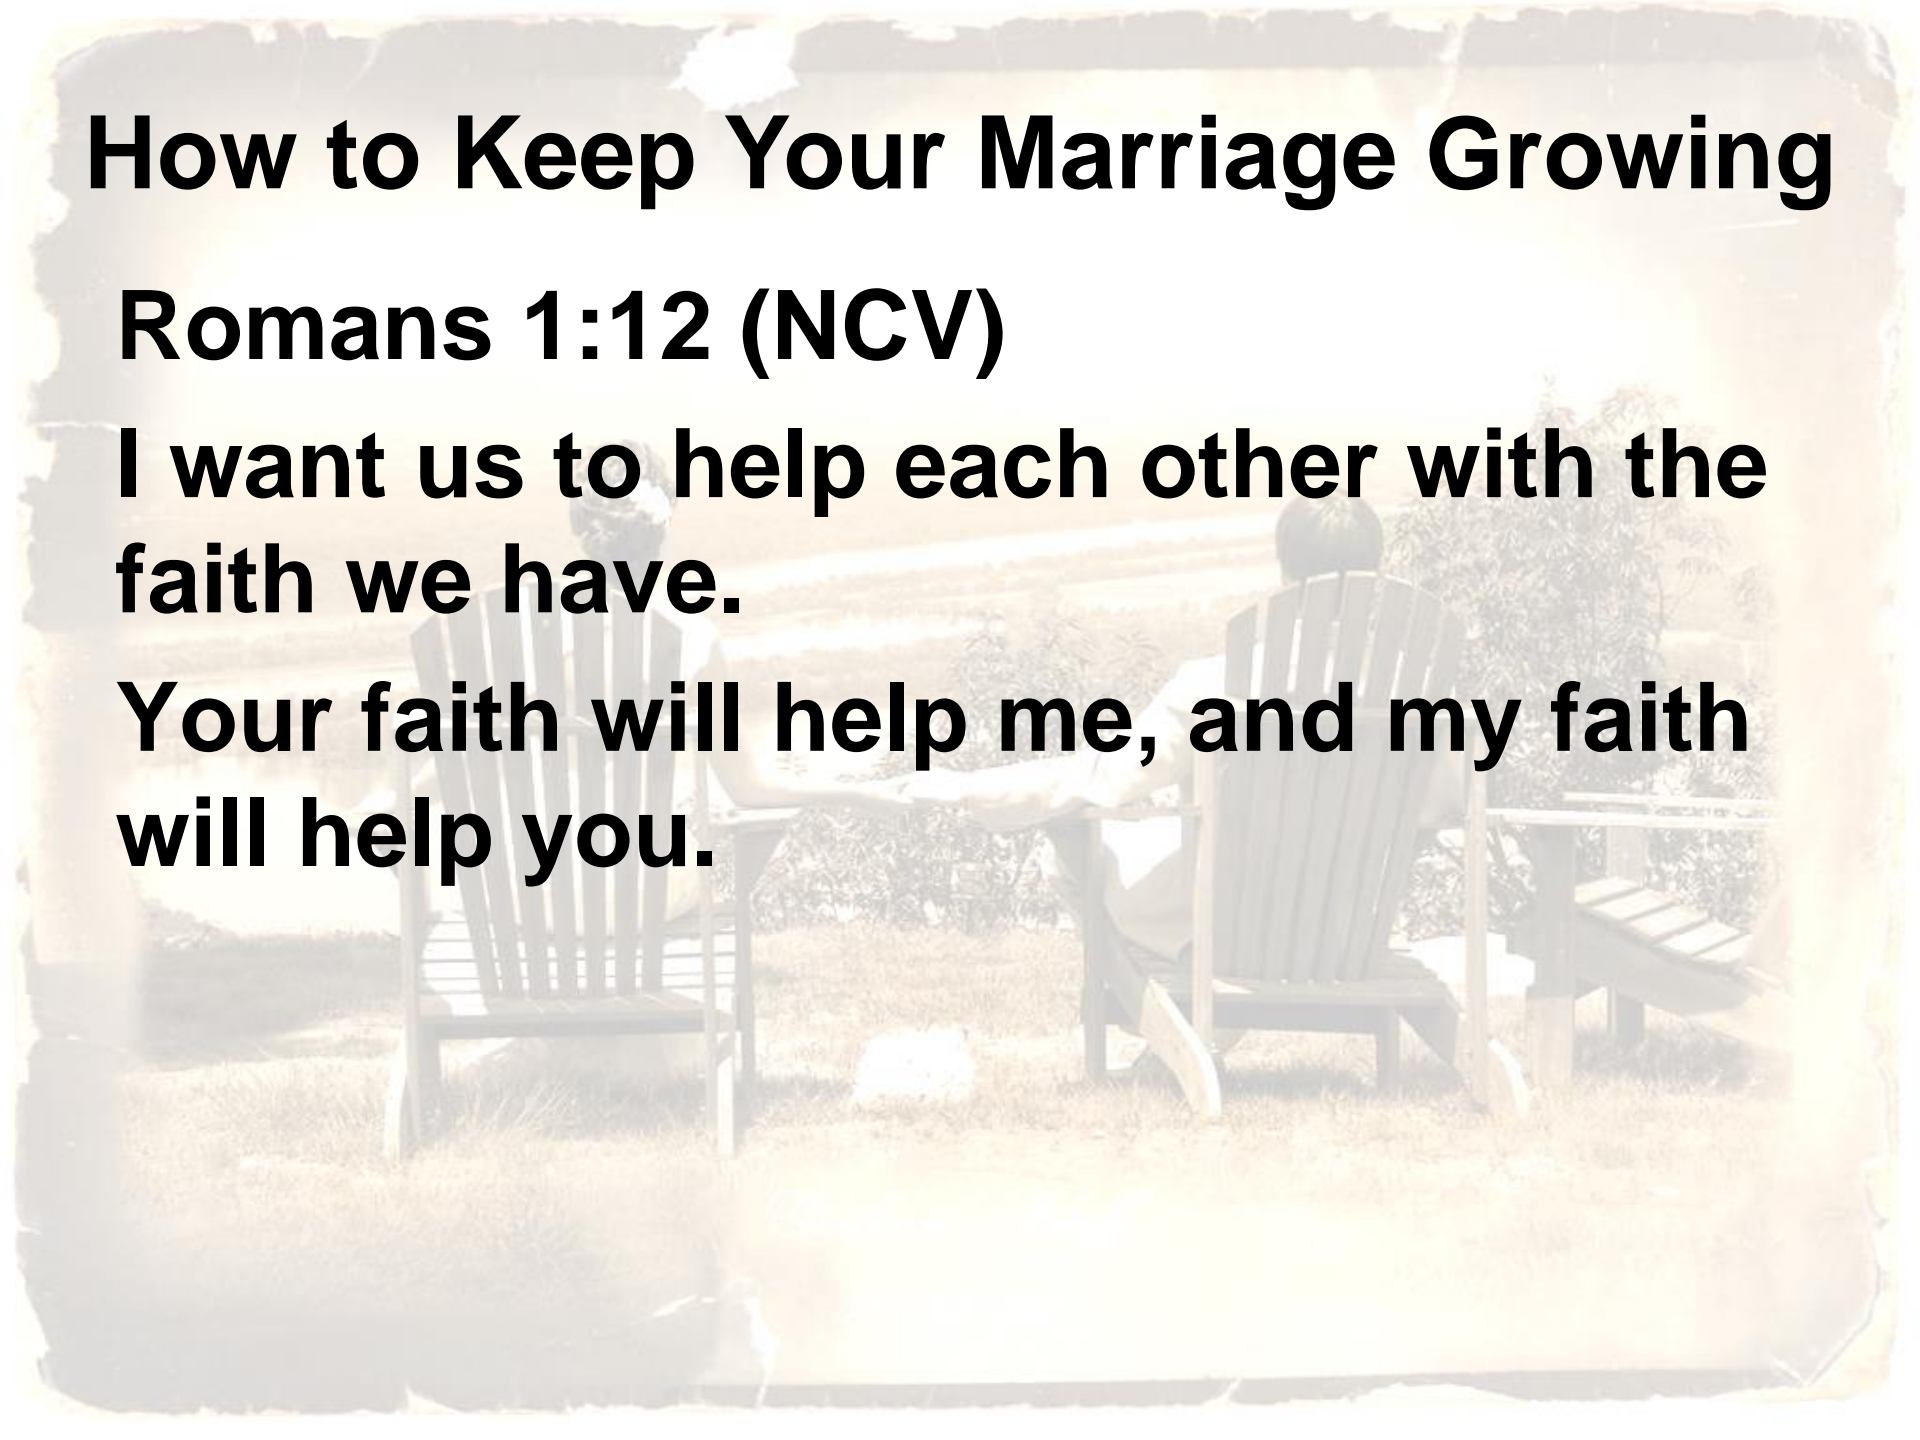 How to Keep Your Marriage Growing
Romans 1:12 (NCV)
I want us to help each other with the
faith we have.
Your faith will help me, and my faith
will help you.